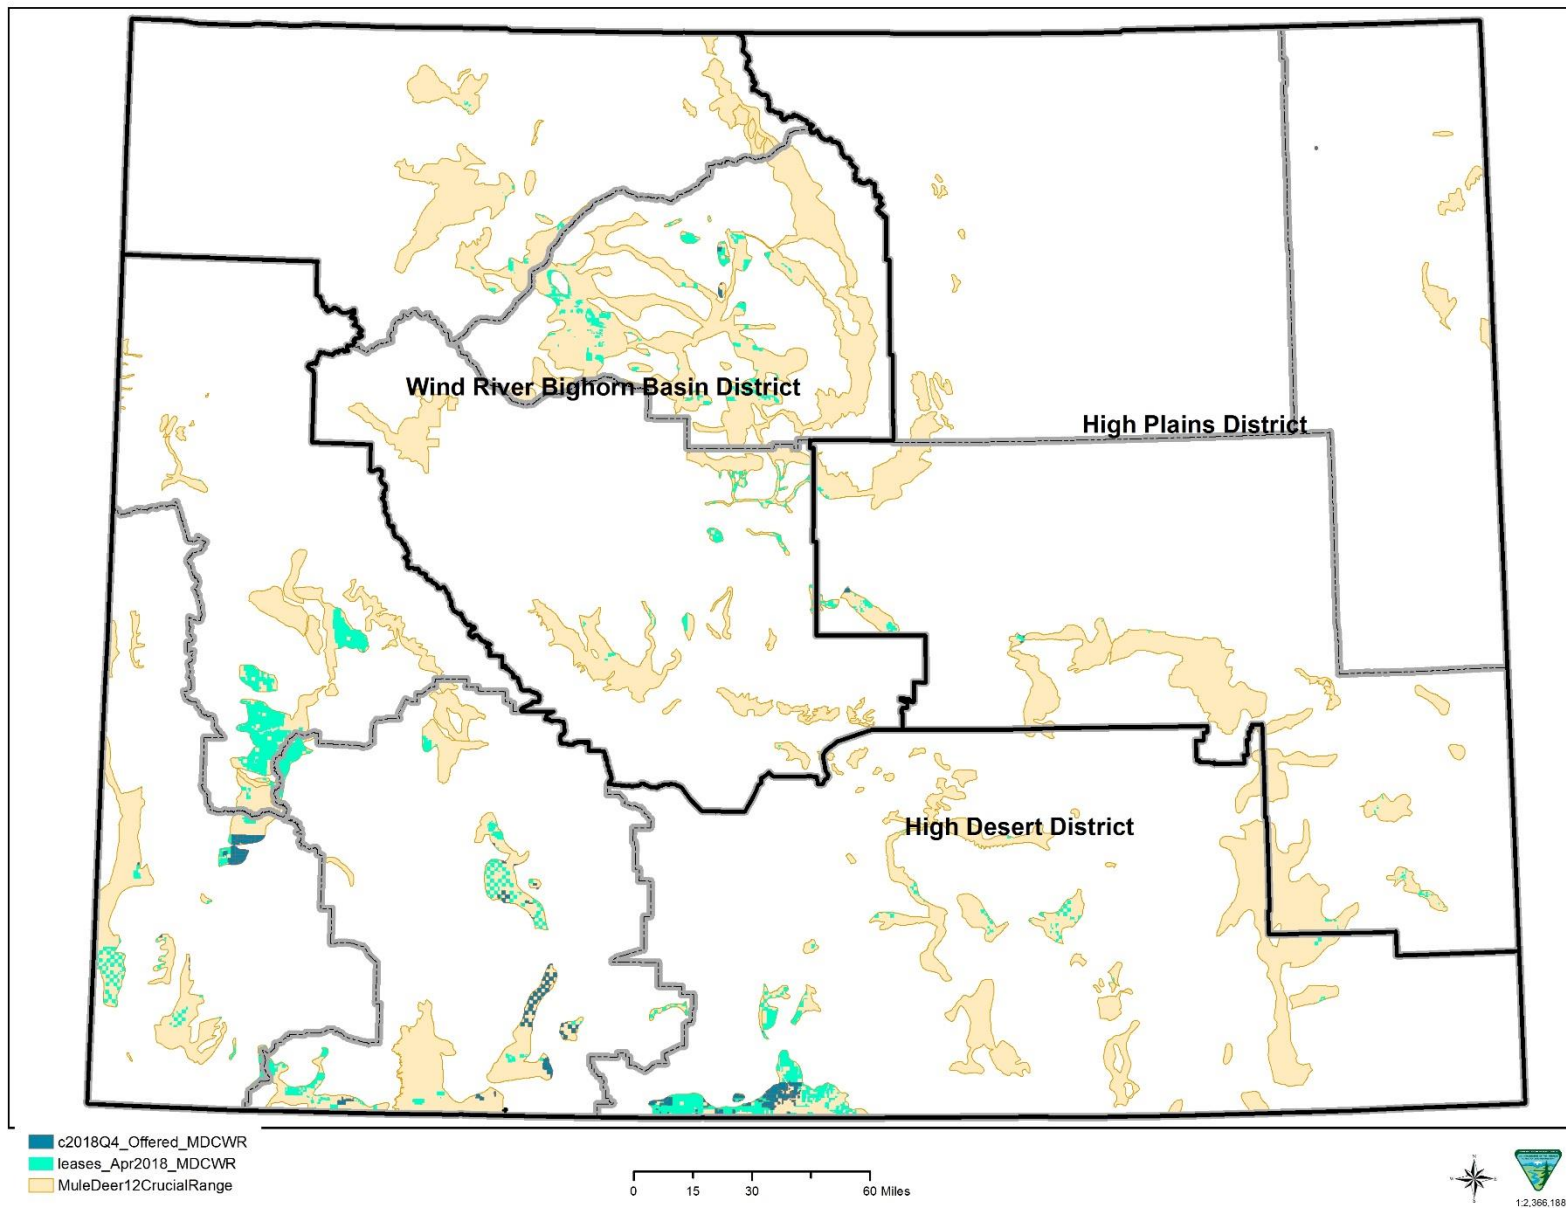 Wind River Bighorn Basin District
High Plains District
High Desert District
c2018Q4_Offered_MDCWR
leases_Apr2018_MDCWR
MuleDeer12CrucialRange
0 15 30 60 Miles
N
W E
S
1:2,366,188